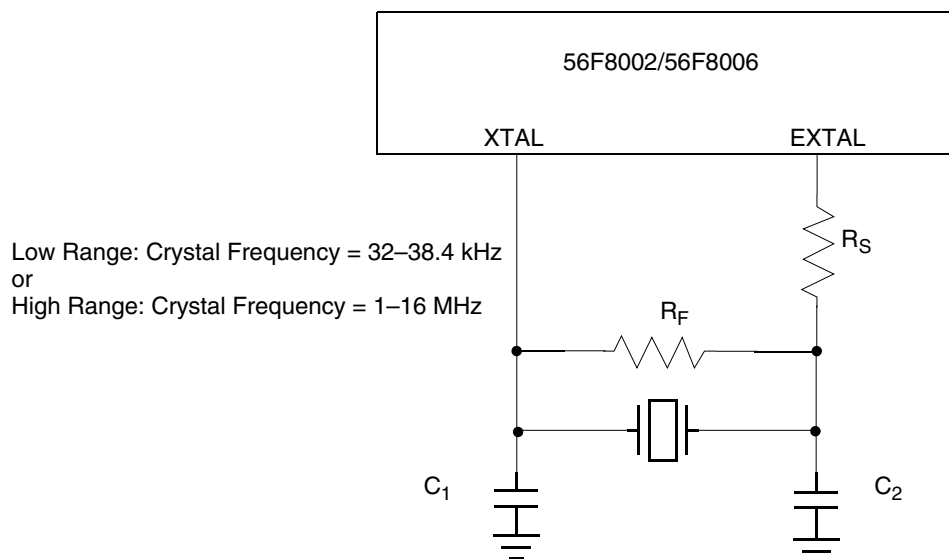 56F8002/56F8006
XTAL
EXTAL
Low Range: Crystal Frequency = 32–38.4 kHz
or
High Range: Crystal Frequency = 1–16 MHz
RS
RF
C1
C2